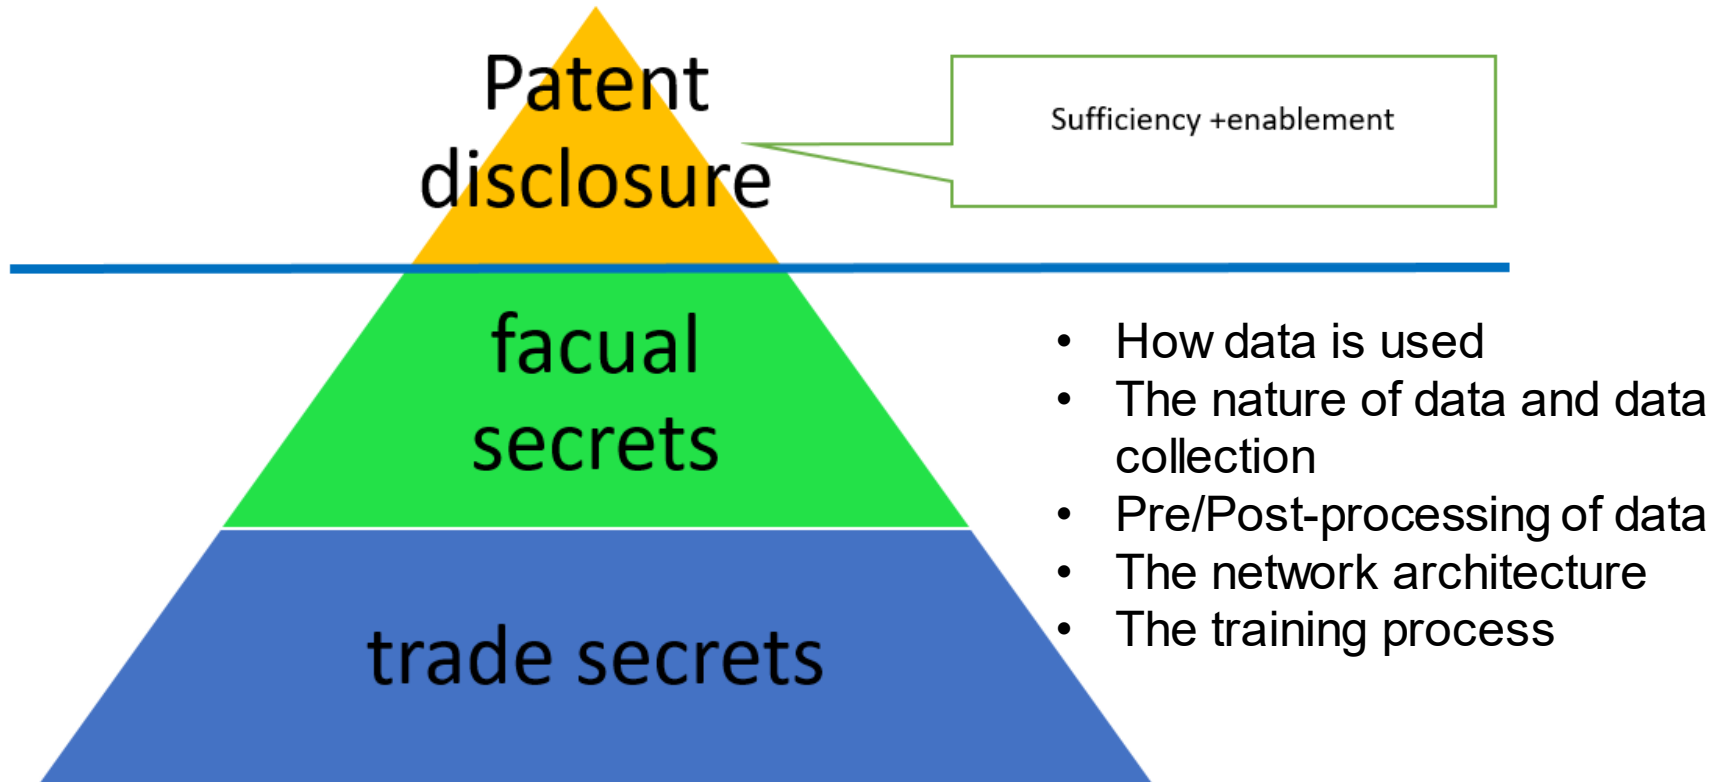 Patent
disclosure
Sufficiency +enablement
facual
secrets
trade secrets
• How data is used
• The nature of data and data
collection
• Pre/Post-processing of data
• The network architecture
• The training process